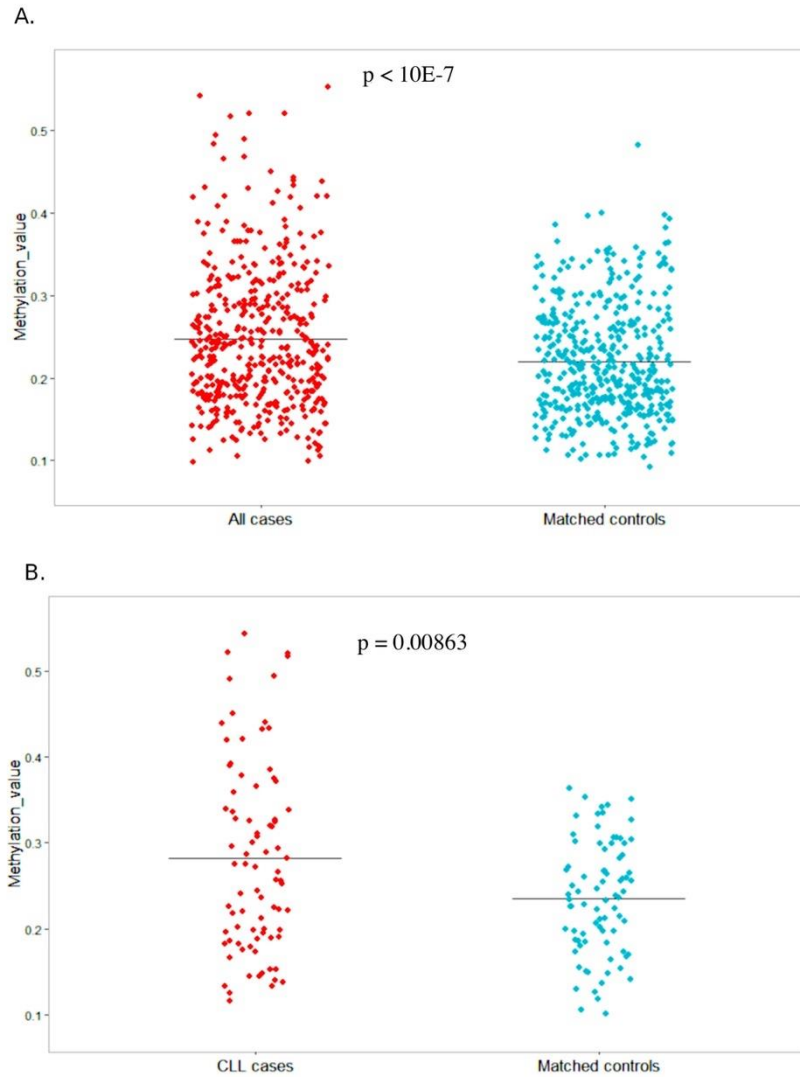 A.
p < 10E-7
Methylation_value
0.5
0.4
0.3
0.2
0.1
All cases
Matched controls
B.
p = 0.00863
Methylation_value
0.5
0.4
0.3
0.2
0.1
CLL cases
Matched controls